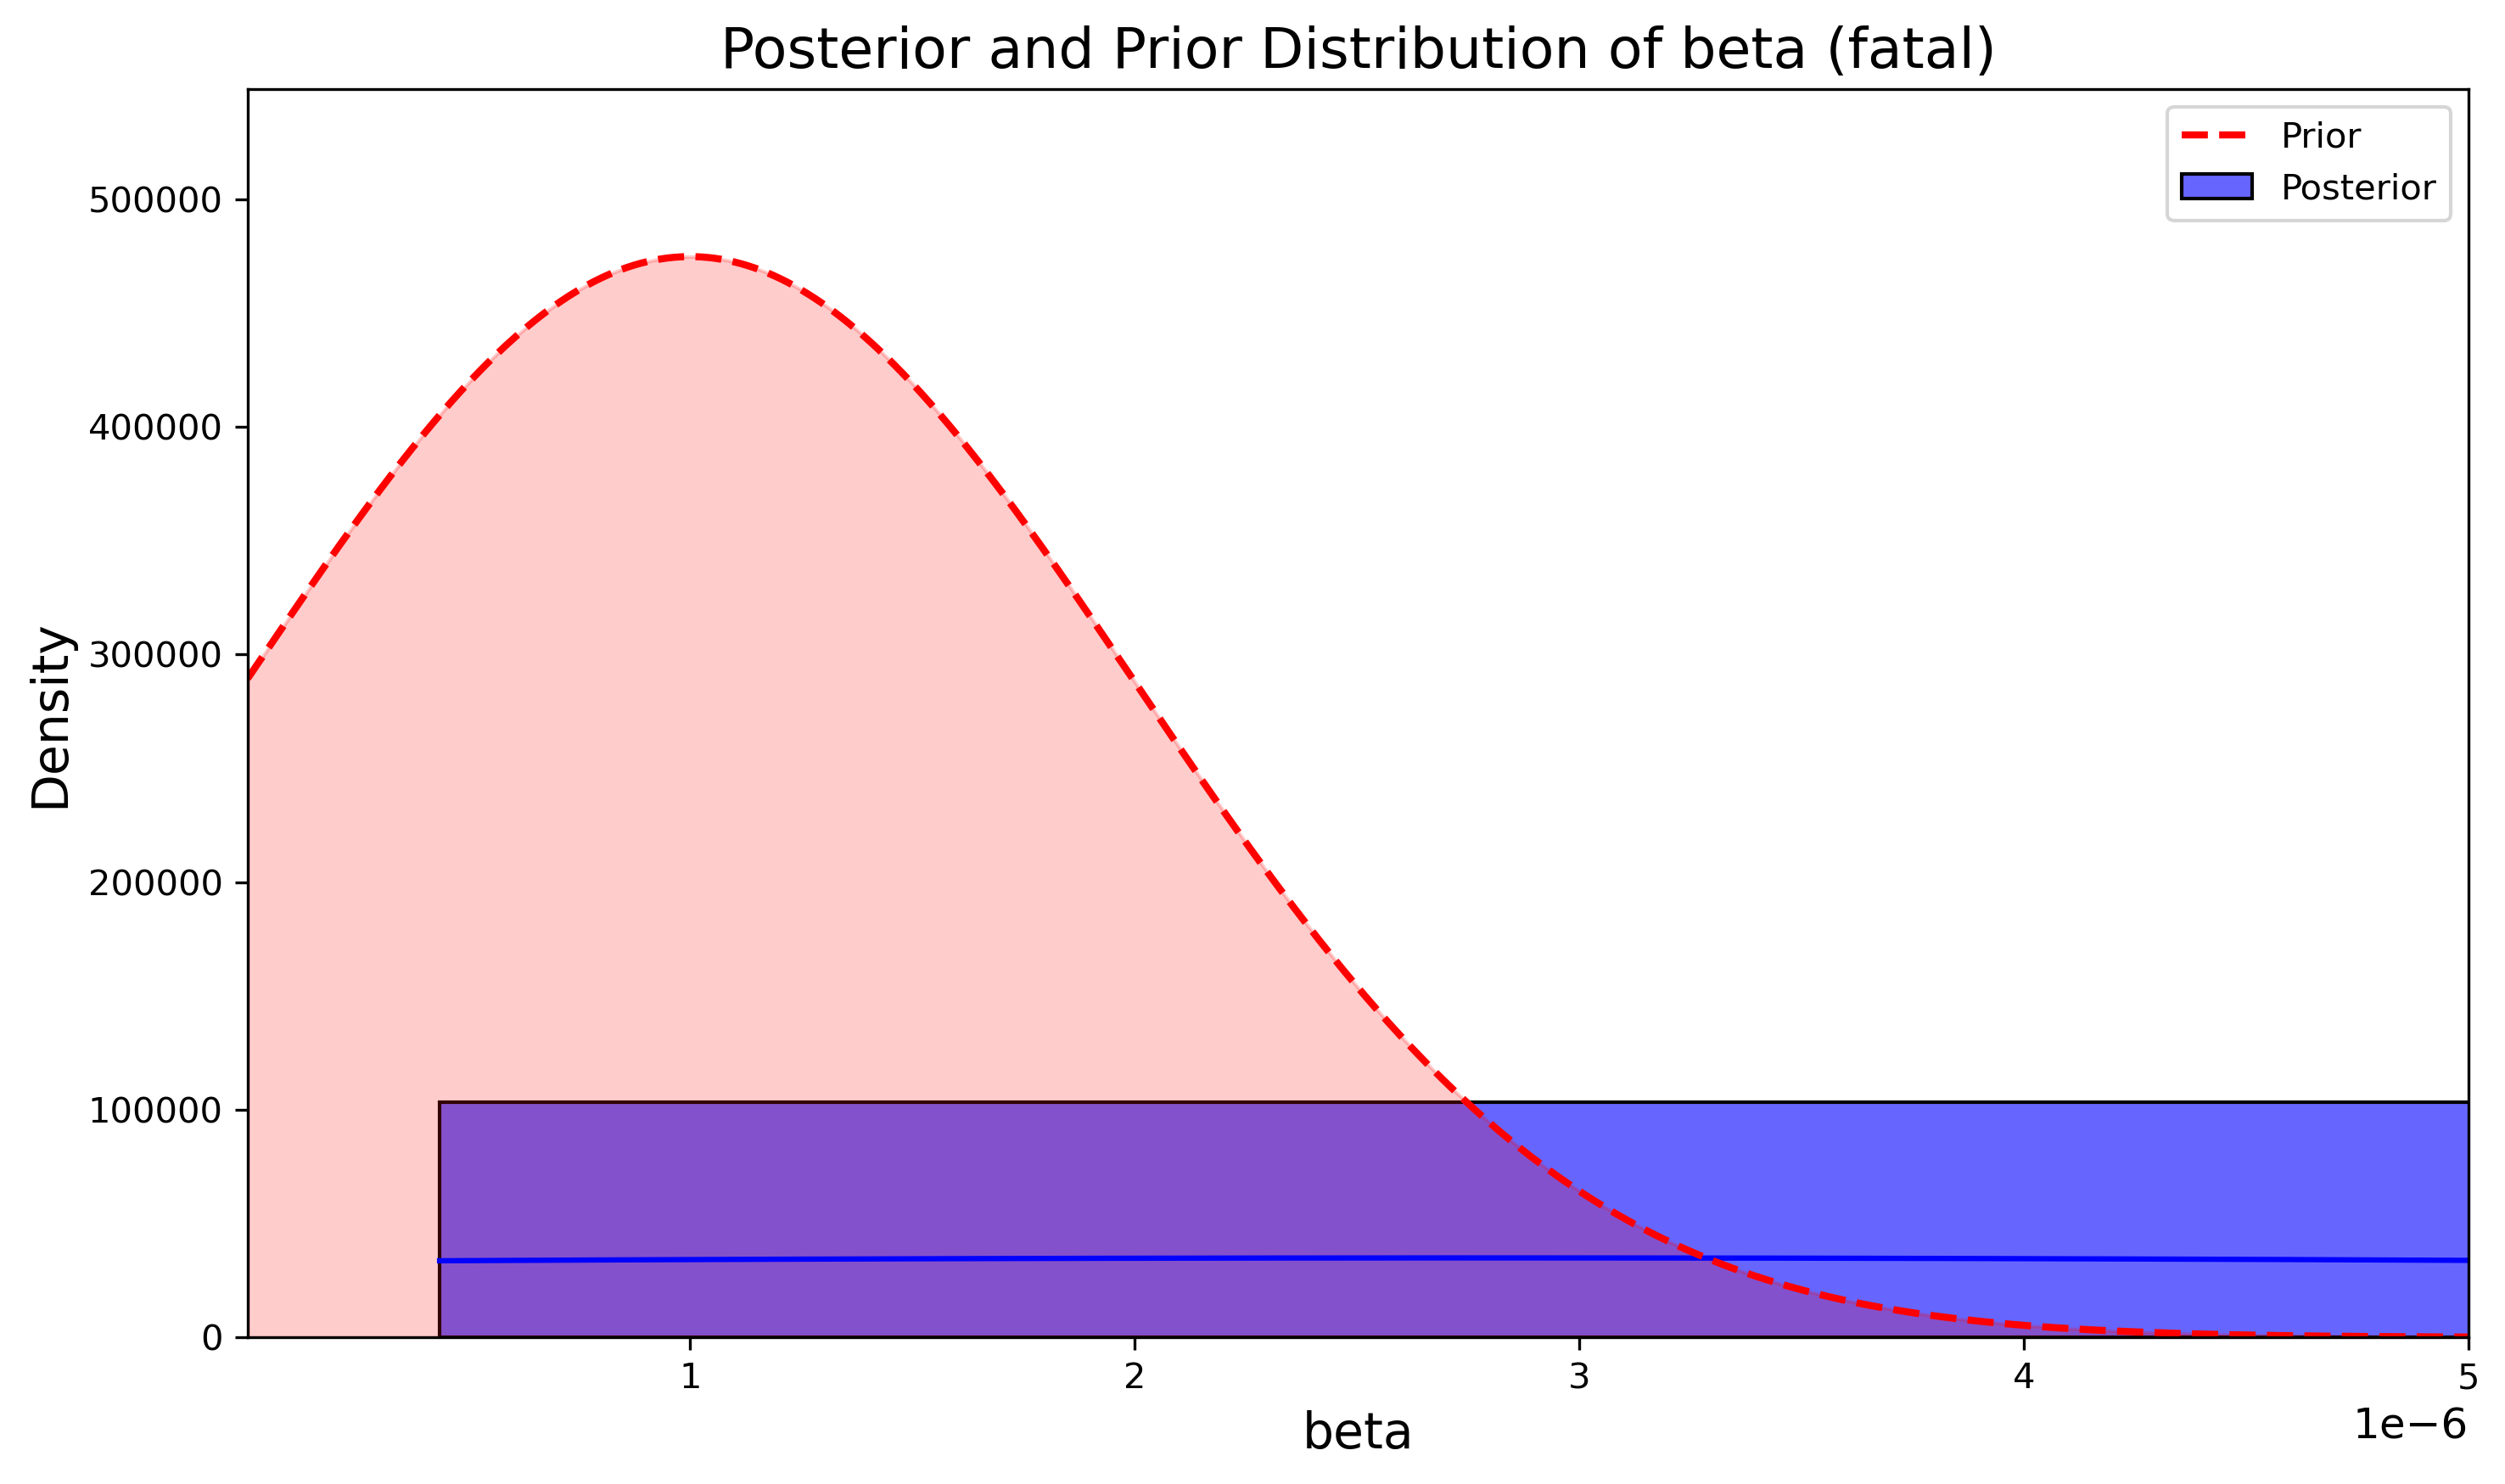 Posterior and Prior Distribution of beta (fatal)
Prior
Posterior
Density
500000
400000
300000
200000
100000
0
1 2 3 4 5
1e−6
beta